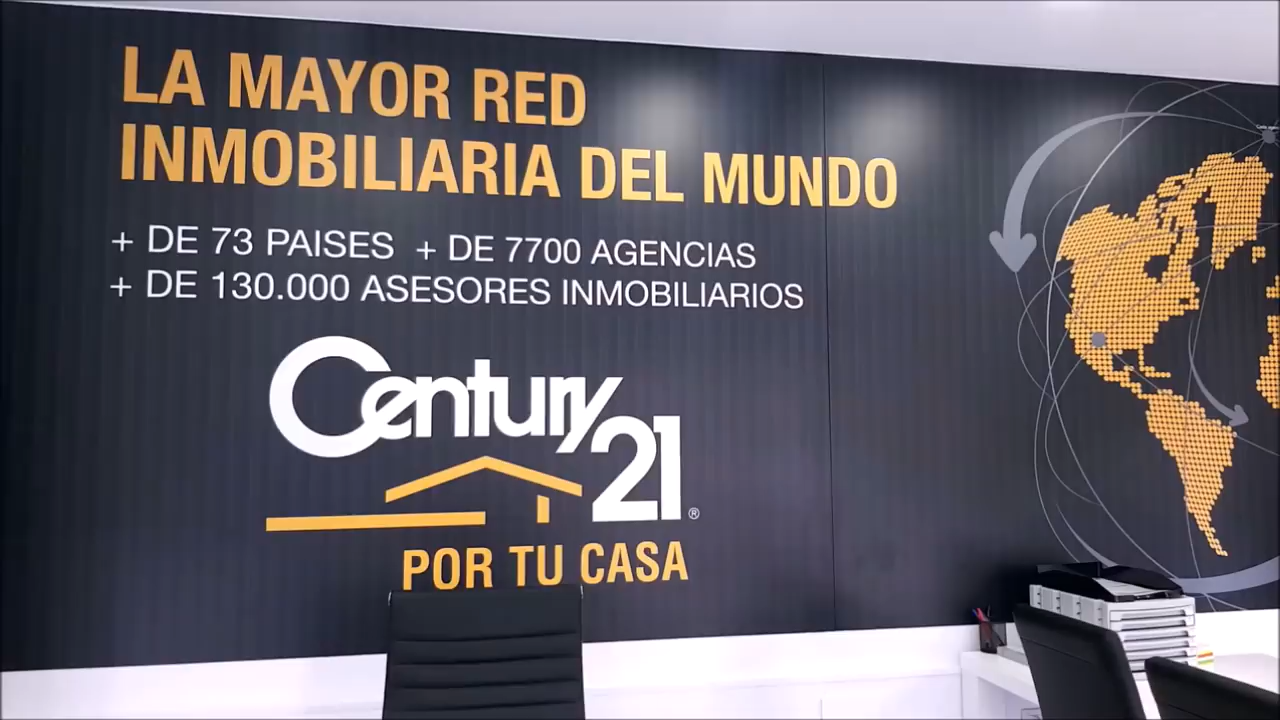 LA MAYOR RED
INMOBILIARIA DEL MUNDO
+ DE 73 PAISES + DE 7700 AGENCIAS
+ DE 130.000 ASESORES INMOBILIARIOS
Century
21®
POR TU CASA